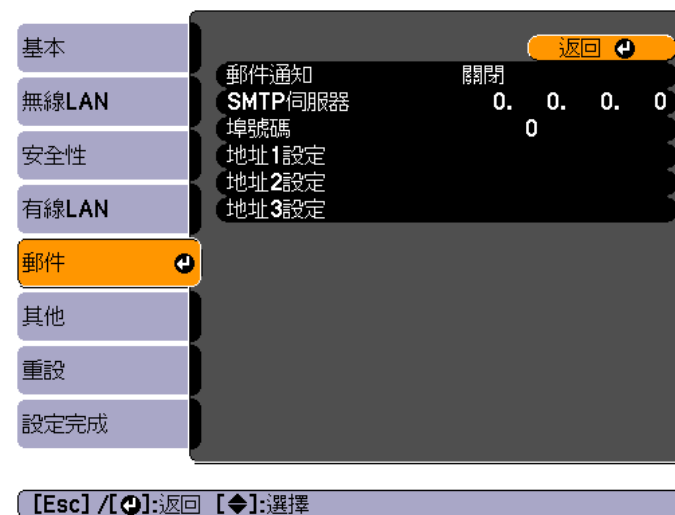 基本
無線LAN
安全性
有線LAN
郵件
其他
重設
設定完成
返回
郵件通知 關閉
SMTP伺服器 0. 0. 0. 0
埠號碼 0
地址1設定
地址2設定
地址3設定
[Esc] /[⏎]:返回 [◆]:選擇